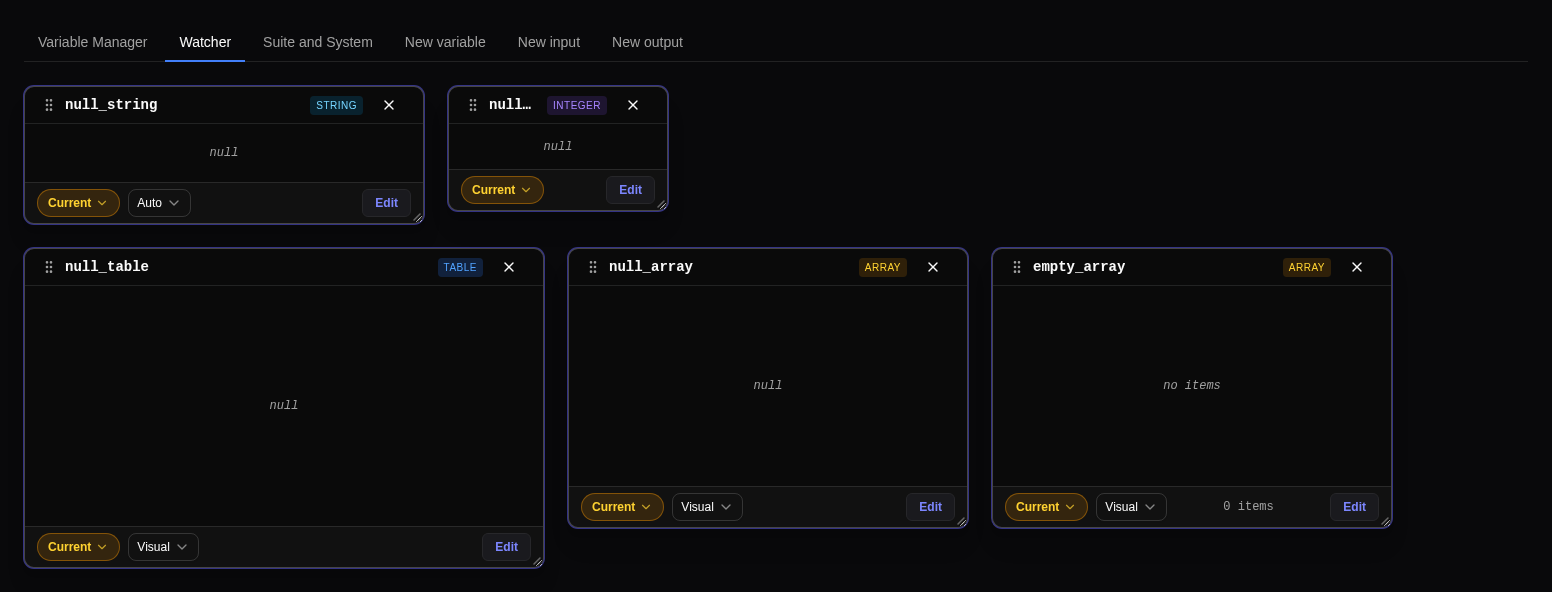 Variable Manager Watcher Suite and System New variable New input New output
null_string STRING
null
Current Auto Edit
null… INTEGER
null
Current Edit
null_table TABLE
null
Current Visual Edit
null_array ARRAY
null
Current Visual Edit
empty_array ARRAY
no items
Current Visual 0 items Edit